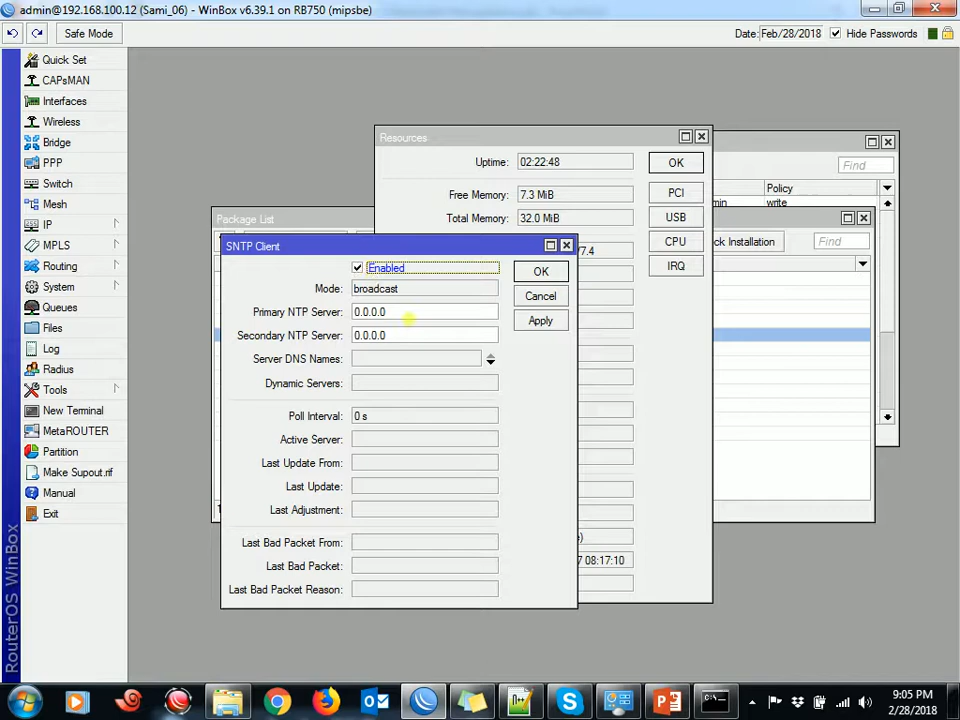 admin@192.168.100.12 (Sami_06) - WinBox v6.39.1 on RB750 (mipsbe)
Safe Mode
Date: Feb/28/2018
Hide Passwords
Quick Set
CAPsMAN
Interfaces
Wireless
Bridge
PPP
Switch
Mesh
IP
MPLS
Routing
System
Queues
Files
Log
Radius
Tools
New Terminal
MetaROUTER
Partition
Make Supout.rif
Manual
Exit
RouterOS WinBox
Resources
Uptime: 02:22:48
OK
Free Memory: 7.3 MiB
PCI
Total Memory: 32.0 MiB
USB
CPU
IRQ
7.4
7 08:17:10
Find
Policy
write
Package List
ck Installation
Find
SNTP Client
Enabled
OK
Mode: broadcast
Cancel
Primary NTP Server: 0.0.0.0
Apply
Secondary NTP Server: 0.0.0.0
Server DNS Names:
Dynamic Servers:
Poll Interval: 0 s
Active Server:
Last Update From:
Last Update:
Last Adjustment:
Last Bad Packet From:
Last Bad Packet:
Last Bad Packet Reason:
9:05 PM
2/28/2018